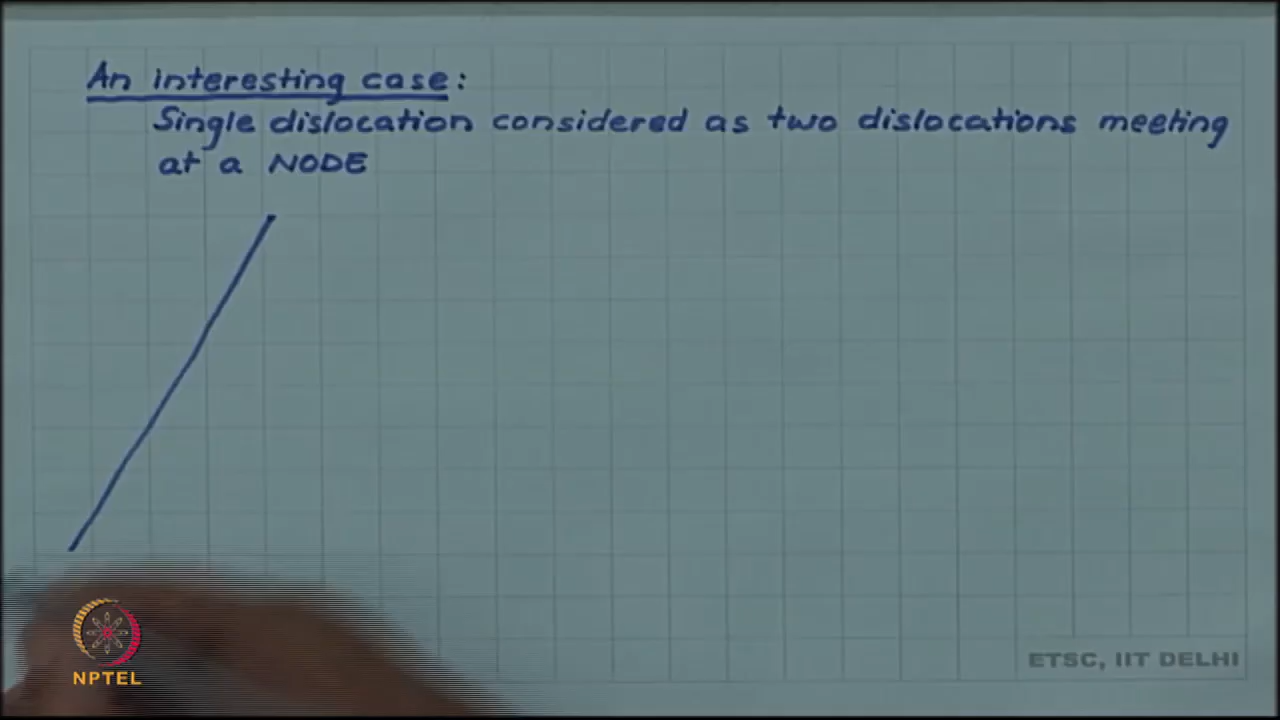 An interesting case:
Single dislocation considered as two dislocations meeting
at a NODE
NPTEL
ETSC, IIT DELHI